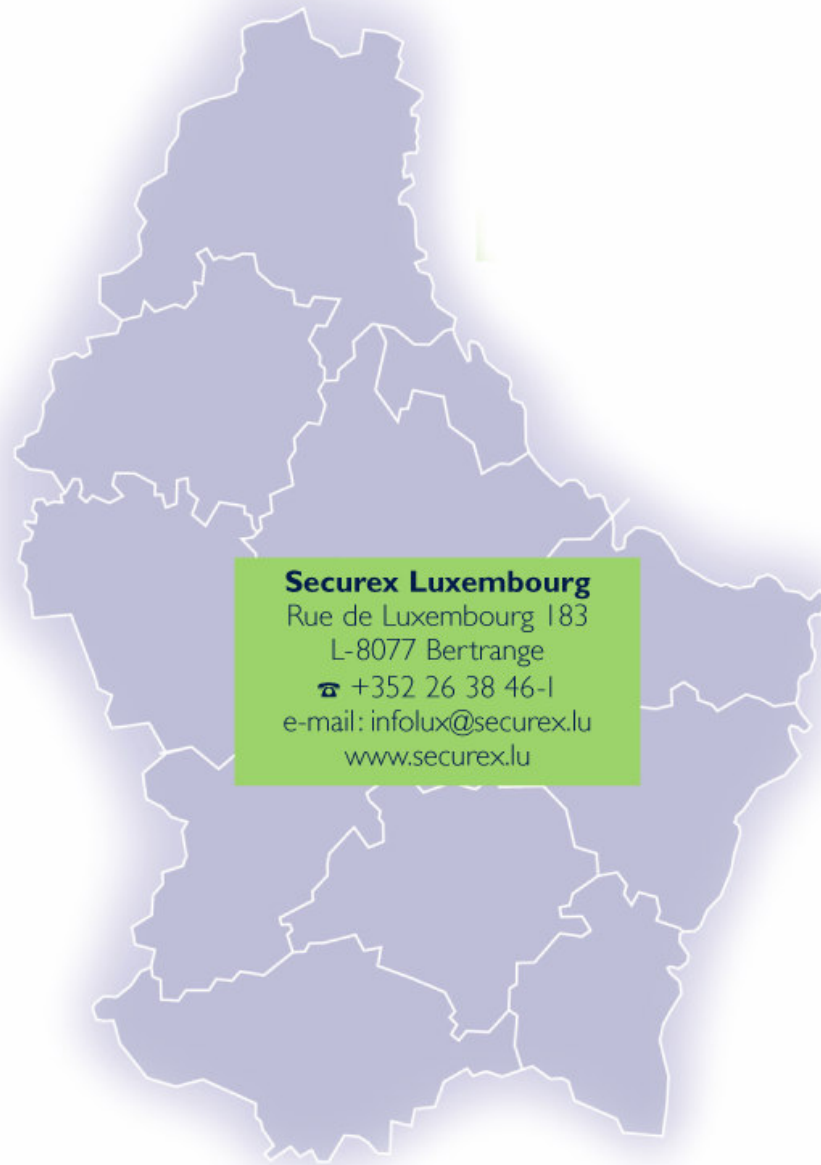 Securex Luxembourg
Rue de Luxembourg 183
L-8077 Bertrange
☎ +352 26 38 46-1
e-mail: infolux@securex.lu
www.securex.lu